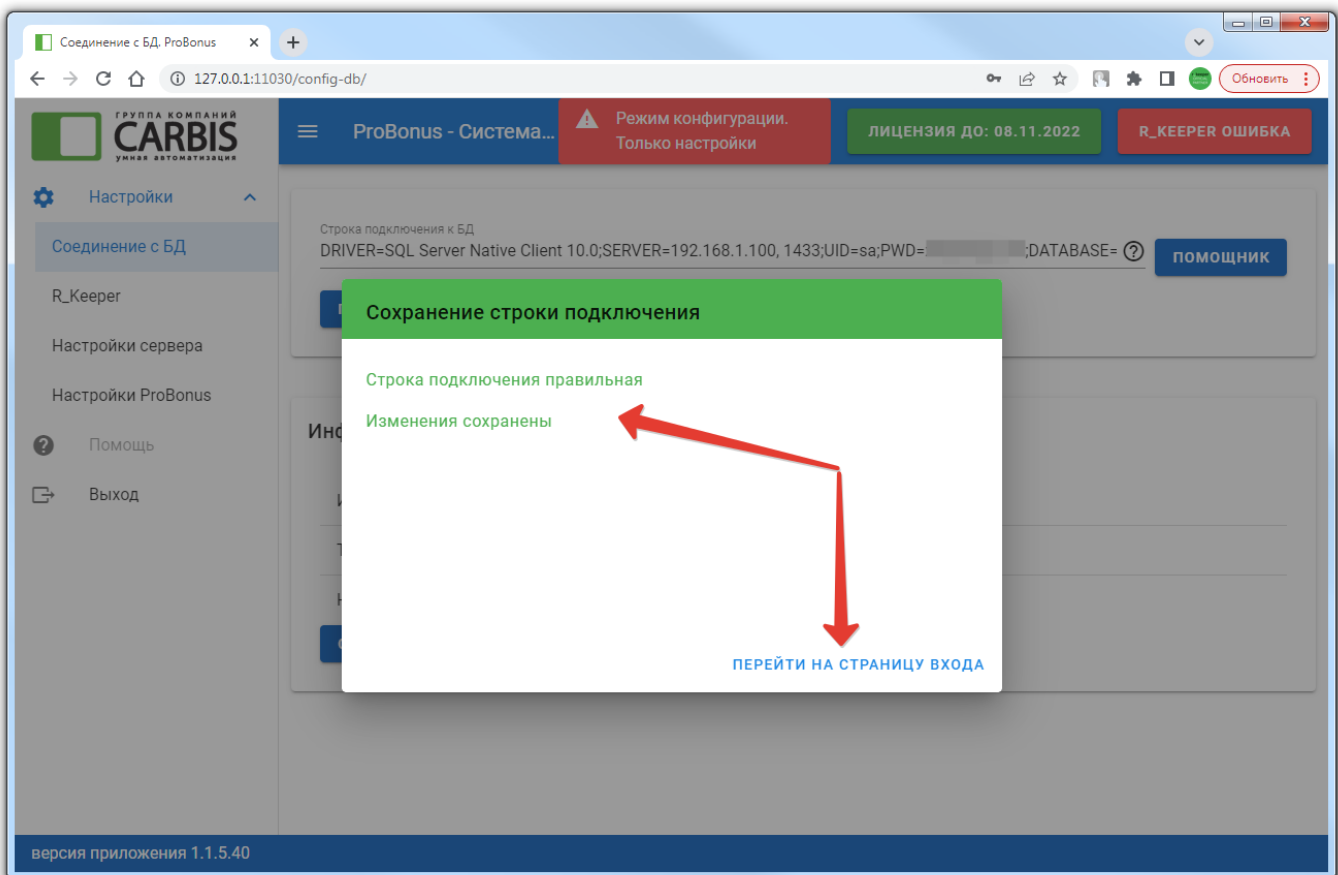 Соединение с БД. ProBonus
127.0.0.1:11030/config-db/
Обновить
ГРУППА КОМПАНИЙ
CARBIS
умная автоматизация
ProBonus - Система...
Режим конфигурации.
Только настройки
ЛИЦЕНЗИЯ ДО: 08.11.2022
R_KEEPER ОШИБКА
Настройки
Соединение с БД
R_Keeper
Настройки сервера
Настройки ProBonus
Помощь
Выход
Строка подключения к БД
DRIVER=SQL Server Native Client 10.0;SERVER=192.168.1.100, 1433;UID=sa;PWD= ;DATABASE=
ПОМОЩНИК
Сохранение строки подключения
Строка подключения правильная
Изменения сохранены
ПЕРЕЙТИ НА СТРАНИЦУ ВХОДА
версия приложения 1.1.5.40